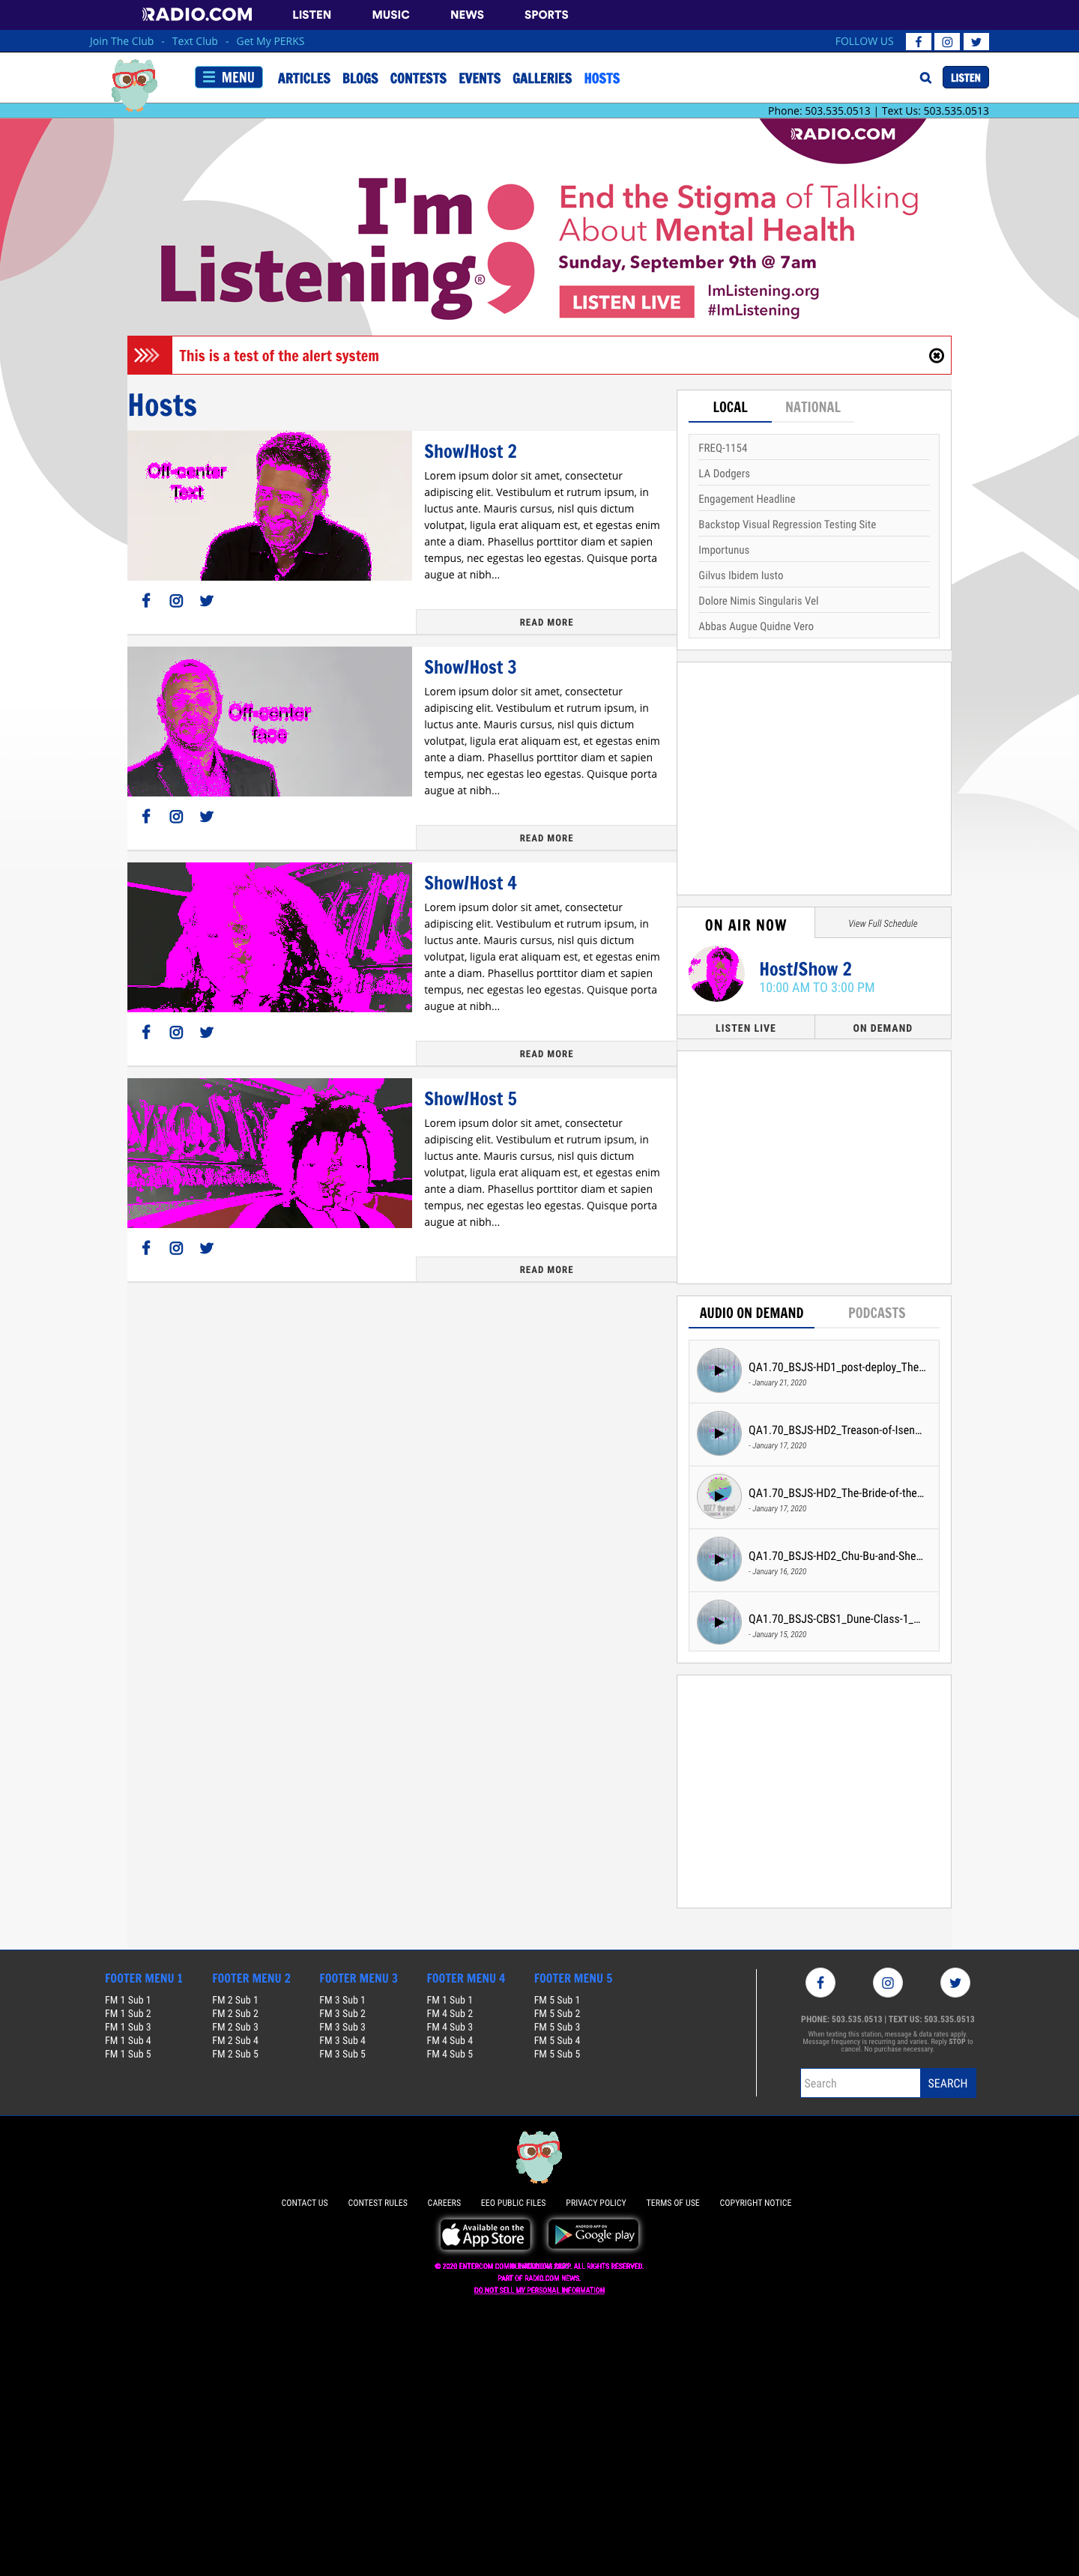 RADIO.COM LISTEN MUSIC NEWS SPORTS
Join The Club - Text Club - Get My PERKS FOLLOW US
MENU ARTICLES BLOGS CONTESTS EVENTS GALLERIES HOSTS LISTEN
Phone: 503.535.0513 | Text Us: 503.535.0513
RADIO.COM
I'm
Listening®
End the Stigma of Talking
About Mental Health
Sunday, September 9th @ 7am
LISTEN LIVE
ImListening.org
#ImListening
This is a test of the alert system
Hosts
Off-center
Text
Show/Host 2
Lorem ipsum dolor sit amet, consectetur
adipiscing elit. Vestibulum et rutrum ipsum, in
luctus ante. Mauris cursus, nisl quis dictum
volutpat, ligula erat aliquam est, et egestas enim
ante a diam. Phasellus porttitor diam et sapien
tempus, nec egestas leo egestas. Quisque porta
augue at nibh...
READ MORE
Off-center
face
Show/Host 3
Lorem ipsum dolor sit amet, consectetur
adipiscing elit. Vestibulum et rutrum ipsum, in
luctus ante. Mauris cursus, nisl quis dictum
volutpat, ligula erat aliquam est, et egestas enim
ante a diam. Phasellus porttitor diam et sapien
tempus, nec egestas leo egestas. Quisque porta
augue at nibh...
READ MORE
Show/Host 4
Lorem ipsum dolor sit amet, consectetur
adipiscing elit. Vestibulum et rutrum ipsum, in
luctus ante. Mauris cursus, nisl quis dictum
volutpat, ligula erat aliquam est, et egestas enim
ante a diam. Phasellus porttitor diam et sapien
tempus, nec egestas leo egestas. Quisque porta
augue at nibh...
READ MORE
Show/Host 5
Lorem ipsum dolor sit amet, consectetur
adipiscing elit. Vestibulum et rutrum ipsum, in
luctus ante. Mauris cursus, nisl quis dictum
volutpat, ligula erat aliquam est, et egestas enim
ante a diam. Phasellus porttitor diam et sapien
tempus, nec egestas leo egestas. Quisque porta
augue at nibh...
READ MORE
LOCAL NATIONAL
FREQ-1154
LA Dodgers
Engagement Headline
Backstop Visual Regression Testing Site
Importunus
Gilvus Ibidem Iusto
Dolore Nimis Singularis Vel
Abbas Augue Quidne Vero
ON AIR NOW View Full Schedule
Host/Show 2
10:00 AM TO 3:00 PM
LISTEN LIVE ON DEMAND
AUDIO ON DEMAND PODCASTS
QA1.70_BSJS-HD1_post-deploy_The...
- January 21, 2020
QA1.70_BSJS-HD2_Treason-of-Isen...
- January 17, 2020
107.7 the end
QA1.70_BSJS-HD2_The-Bride-of-the...
- January 17, 2020
QA1.70_BSJS-HD2_Chu-Bu-and-She...
- January 16, 2020
QA1.70_BSJS-CBS1_Dune-Class-1_...
- January 15, 2020
FOOTER MENU 1 FOOTER MENU 2 FOOTER MENU 3 FOOTER MENU 4 FOOTER MENU 5
FM 1 Sub 1 FM 2 Sub 1 FM 3 Sub 1 FM 1 Sub 1 FM 5 Sub 1
FM 1 Sub 2 FM 2 Sub 2 FM 3 Sub 2 FM 4 Sub 2 FM 5 Sub 2
FM 1 Sub 3 FM 2 Sub 3 FM 3 Sub 3 FM 4 Sub 3 FM 5 Sub 3
FM 1 Sub 4 FM 2 Sub 4 FM 3 Sub 4 FM 4 Sub 4 FM 5 Sub 4
FM 1 Sub 5 FM 2 Sub 5 FM 3 Sub 5 FM 4 Sub 5 FM 5 Sub 5
PHONE: 503.535.0513 | TEXT US: 503.535.0513
When texting this station, message & data rates apply.
Message frequency is recurring and varies. Reply STOP to
cancel. No purchase necessary.
Search SEARCH
CONTACT US CONTEST RULES CAREERS EEO PUBLIC FILES PRIVACY POLICY TERMS OF USE COPYRIGHT NOTICE
Available on the
App Store
ANDROID APP ON
Google play
© 2020 ENTERCOM ALL RIGHTS RESERVED.
PART OF RADIO.COM NEWS.
DO NOT SELL MY PERSONAL INFORMATION